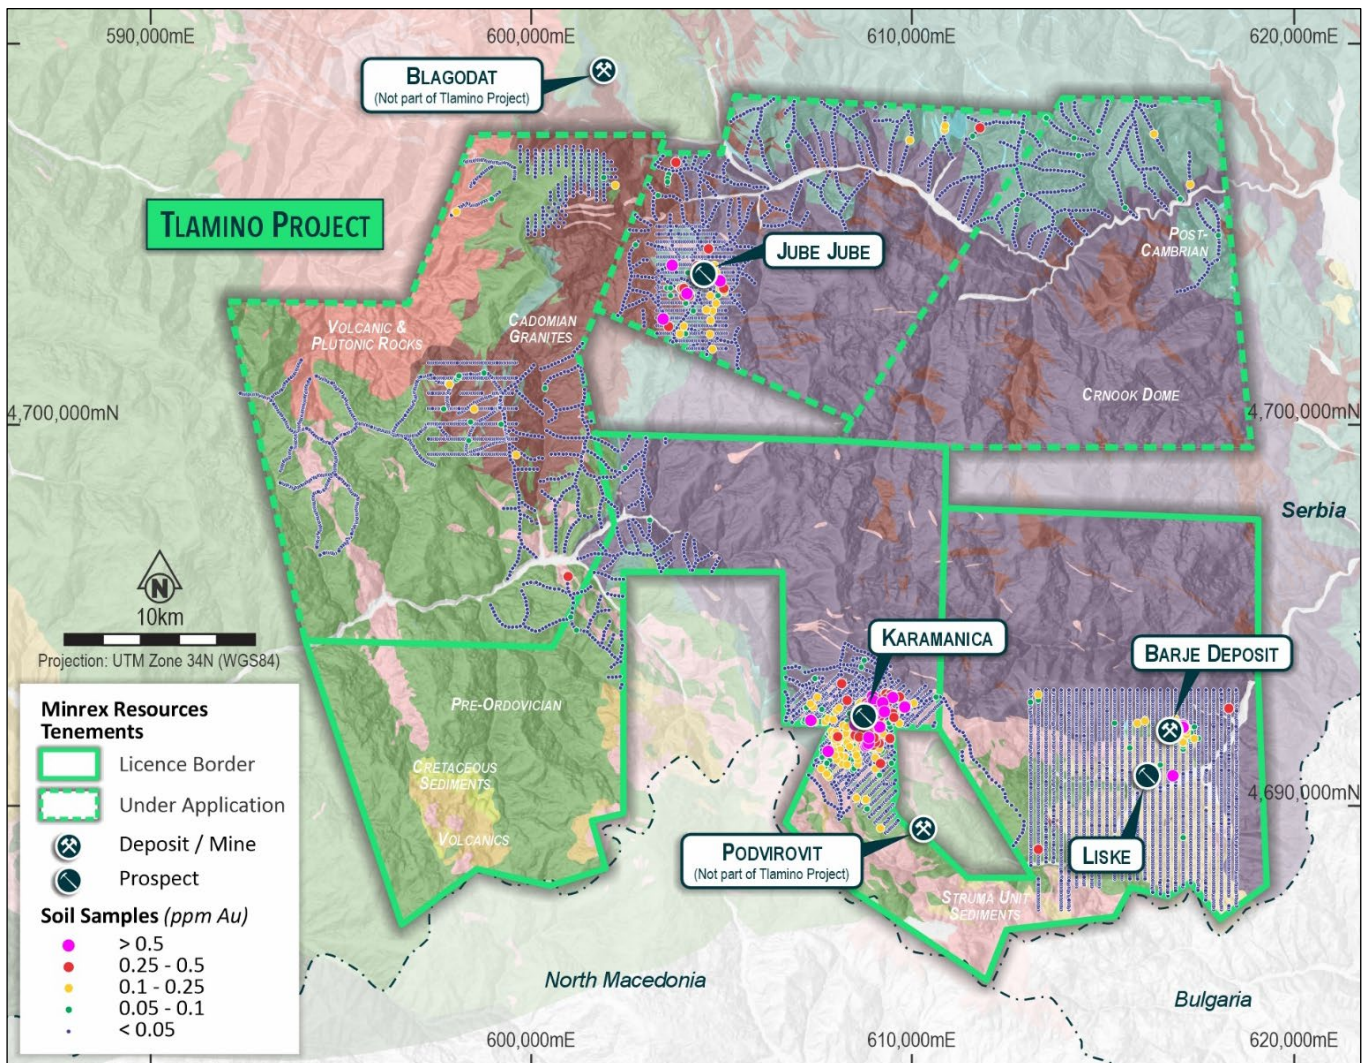 590,000mE
600,000mE
610,000mE
620,000mE
BLAGODAT
(Not part of Tlamino Project)
TLAMINO PROJECT
JUBE JUBE
POST-
CAMBRIAN
VOLCANIC &
PLUTONIC ROCKS
CADOMIAN
GRANITES
CRNOOK DOME
4,700,000mN
4,700,000mN
Serbia
N
10km
Projection: UTM Zone 34N (WGS84)
KARAMANICA
BARJE DEPOSIT
PRE-ORDOVICIAN
CRETACEOUS
SEDIMENTS
VOLCANICS
4,690,000mN
PODVIROVIT
(Not part of Tlamino Project)
LISKE
STRUMA UNIT
SEDIMENTS
North Macedonia
Bulgaria
Minrex Resources
Tenements
Licence Border
Under Application
Deposit / Mine
Prospect
Soil Samples (ppm Au)
> 0.5
0.25 - 0.5
0.1 - 0.25
0.05 - 0.1
< 0.05
600,000mE
610,000mE
620,000mE